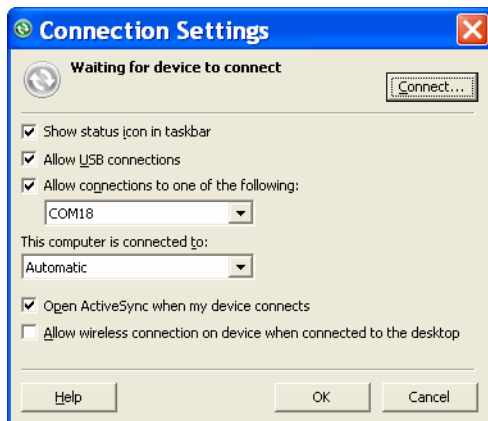 Connection Settings
Waiting for device to connect
Connect...
Show status icon in taskbar
Allow USB connections
Allow connections to one of the following:
COM18
This computer is connected to:
Automatic
Open ActiveSync when my device connects
Allow wireless connection on device when connected to the desktop
Help OK Cancel